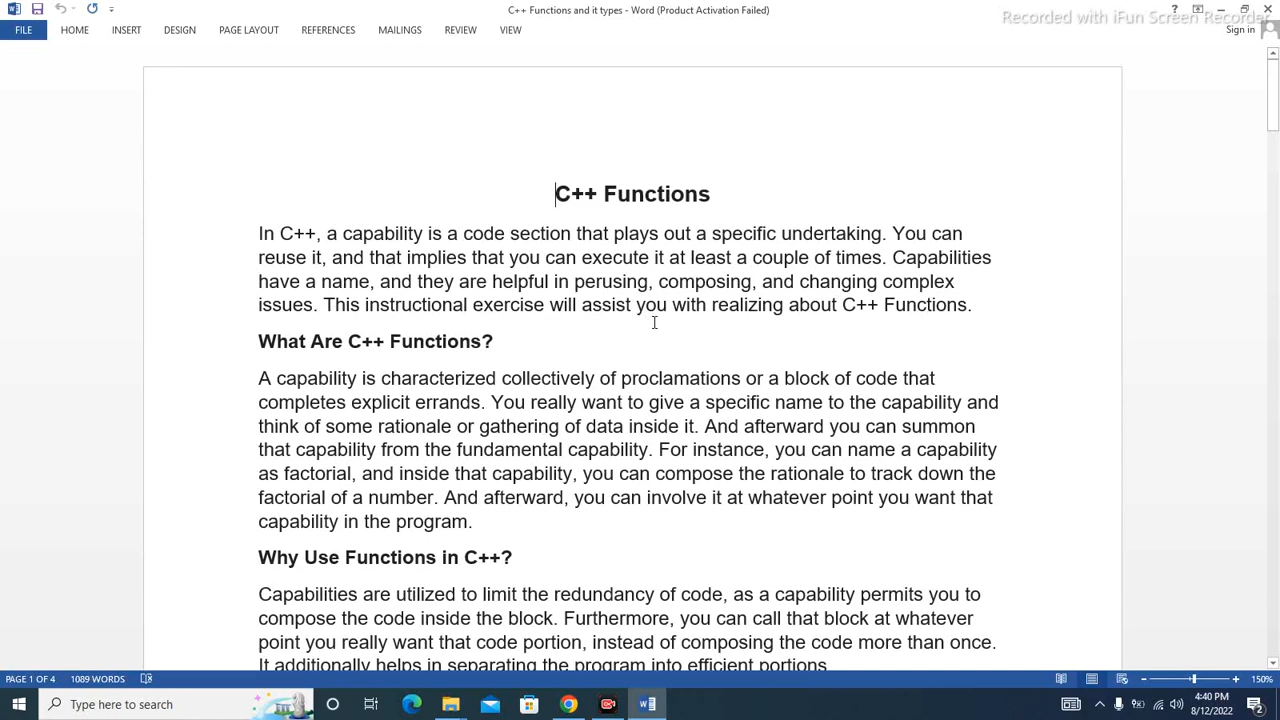 C++ Functions and it types - Word (Product Activation Failed)
Recorded with iFun Screen Recorder
FILE HOME INSERT DESIGN PAGE LAYOUT REFERENCES MAILINGS REVIEW VIEW Sign in
C++ Functions
In C++, a capability is a code section that plays out a specific undertaking. You can
reuse it, and that implies that you can execute it at least a couple of times. Capabilities
have a name, and they are helpful in perusing, composing, and changing complex
issues. This instructional exercise will assist you with realizing about C++ Functions.
What Are C++ Functions?
A capability is characterized collectively of proclamations or a block of code that
completes explicit errands. You really want to give a specific name to the capability and
think of some rationale or gathering of data inside it. And afterward you can summon
that capability from the fundamental capability. For instance, you can name a capability
as factorial, and inside that capability, you can compose the rationale to track down the
factorial of a number. And afterward, you can involve it at whatever point you want that
capability in the program.
Why Use Functions in C++?
Capabilities are utilized to limit the redundancy of code, as a capability permits you to
compose the code inside the block. Furthermore, you can call that block at whatever
point you really want that code portion, instead of composing the code more than once.
It additionally helps in separating the program into efficient portions.
PAGE 1 OF 4 1089 WORDS 150%
Type here to search
4:40 PM
8/12/2022
2